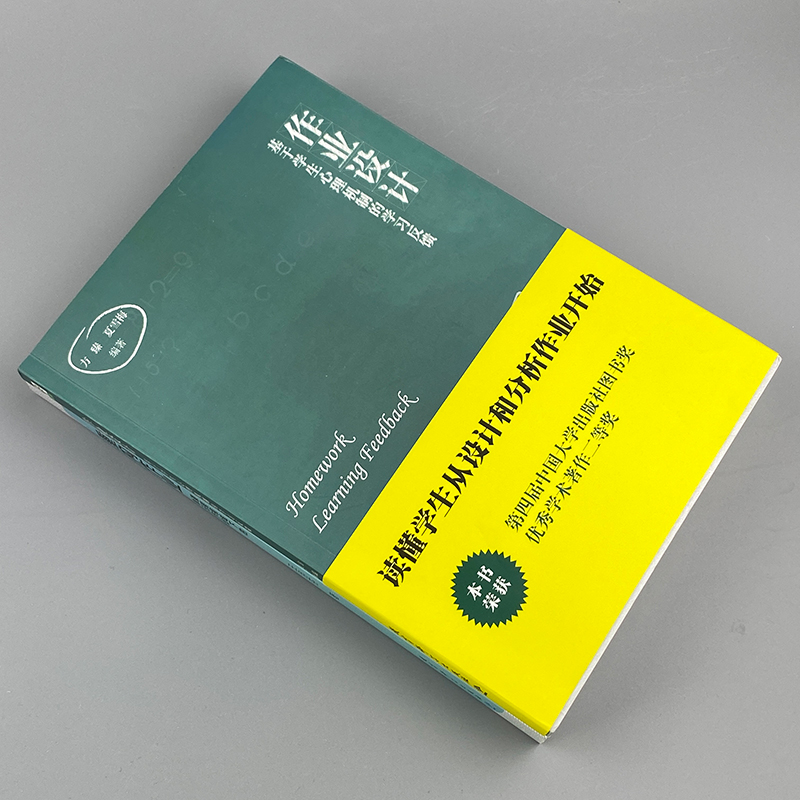 作业设计
基于学生心理机制的学习反馈
2=9
b c d e
方臻 夏雪梅
编著
Homework
Learning Feedback
读懂学生从设计和分析作业开始
本书
荣获
第四届中国大学出版社图书奖
优秀学术著作二等奖